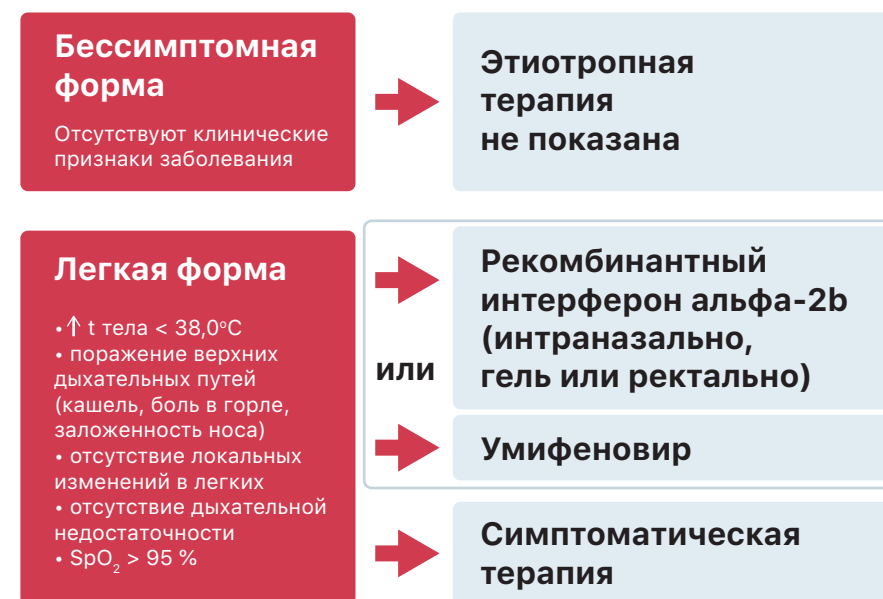 Бессимптомная
форма
Отсутствуют клинические
признаки заболевания
Этиотропная
терапия
не показана
Легкая форма
• ↑ t тела < 38,0°C
• поражение верхних
дыхательных путей
(кашель, боль в горле,
заложенность носа)
• отсутствие локальных
изменений в легких
• отсутствие дыхательной
недостаточности
• SpO₂ > 95 %
Рекомбинантный
интерферон альфа-2b
(интраназально,
гель или ректально)
или
Умифеновир
Симптоматическая
терапия